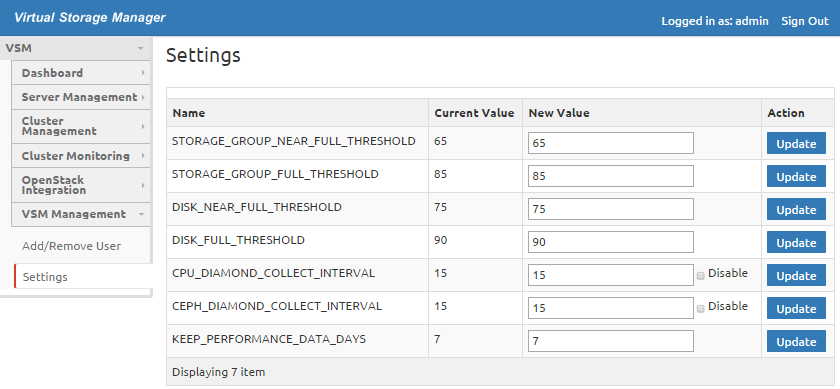 Virtual Storage Manager
Logged in as: admin Sign Out
VSM
Dashboard
Server Management
Cluster
Management
Cluster Monitoring
OpenStack
Integration
VSM Management
Add/Remove User
Settings
Settings
Name Current Value New Value Action
STORAGE_GROUP_NEAR_FULL_THRESHOLD 65 65 Update
STORAGE_GROUP_FULL_THRESHOLD 85 85 Update
DISK_NEAR_FULL_THRESHOLD 75 75 Update
DISK_FULL_THRESHOLD 90 90 Update
CPU_DIAMOND_COLLECT_INTERVAL 15 15 Disable Update
CEPH_DIAMOND_COLLECT_INTERVAL 15 15 Disable Update
KEEP_PERFORMANCE_DATA_DAYS 7 7 Update
Displaying 7 item